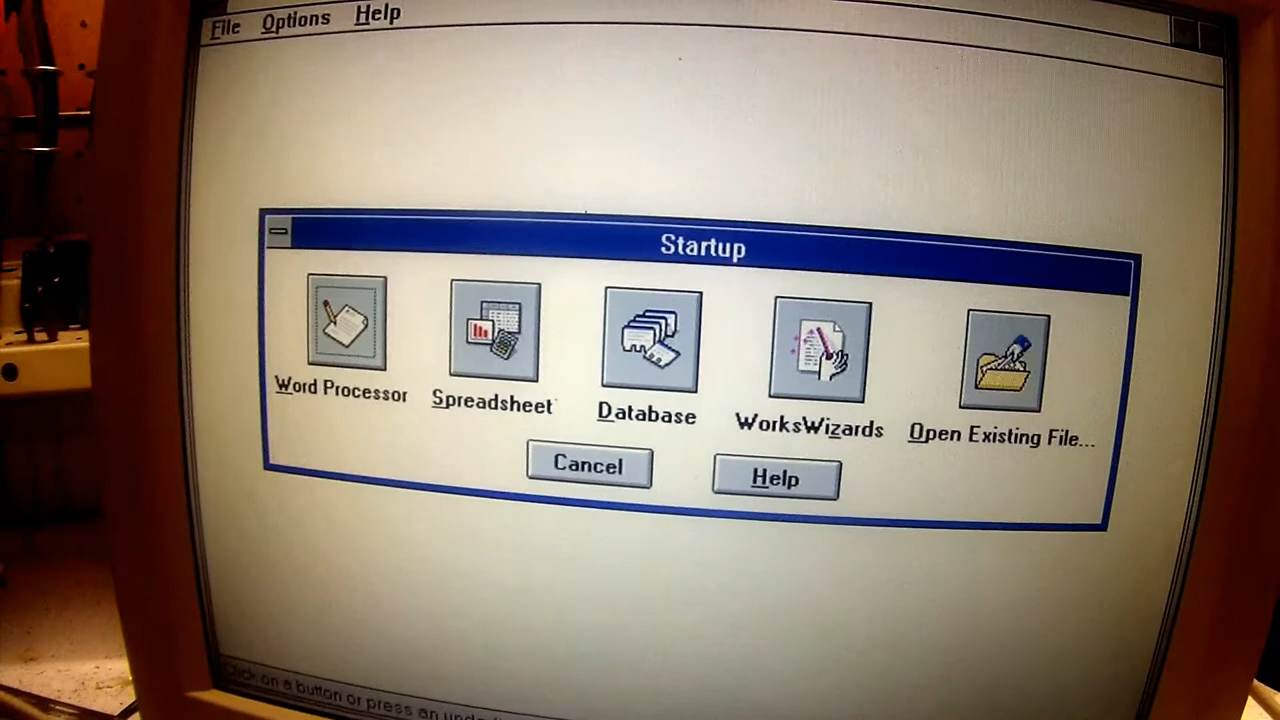 File Options Help
Startup
Word Processor Spreadsheet Database WorksWizards Open Existing File...
Cancel Help
Click on a button or press an